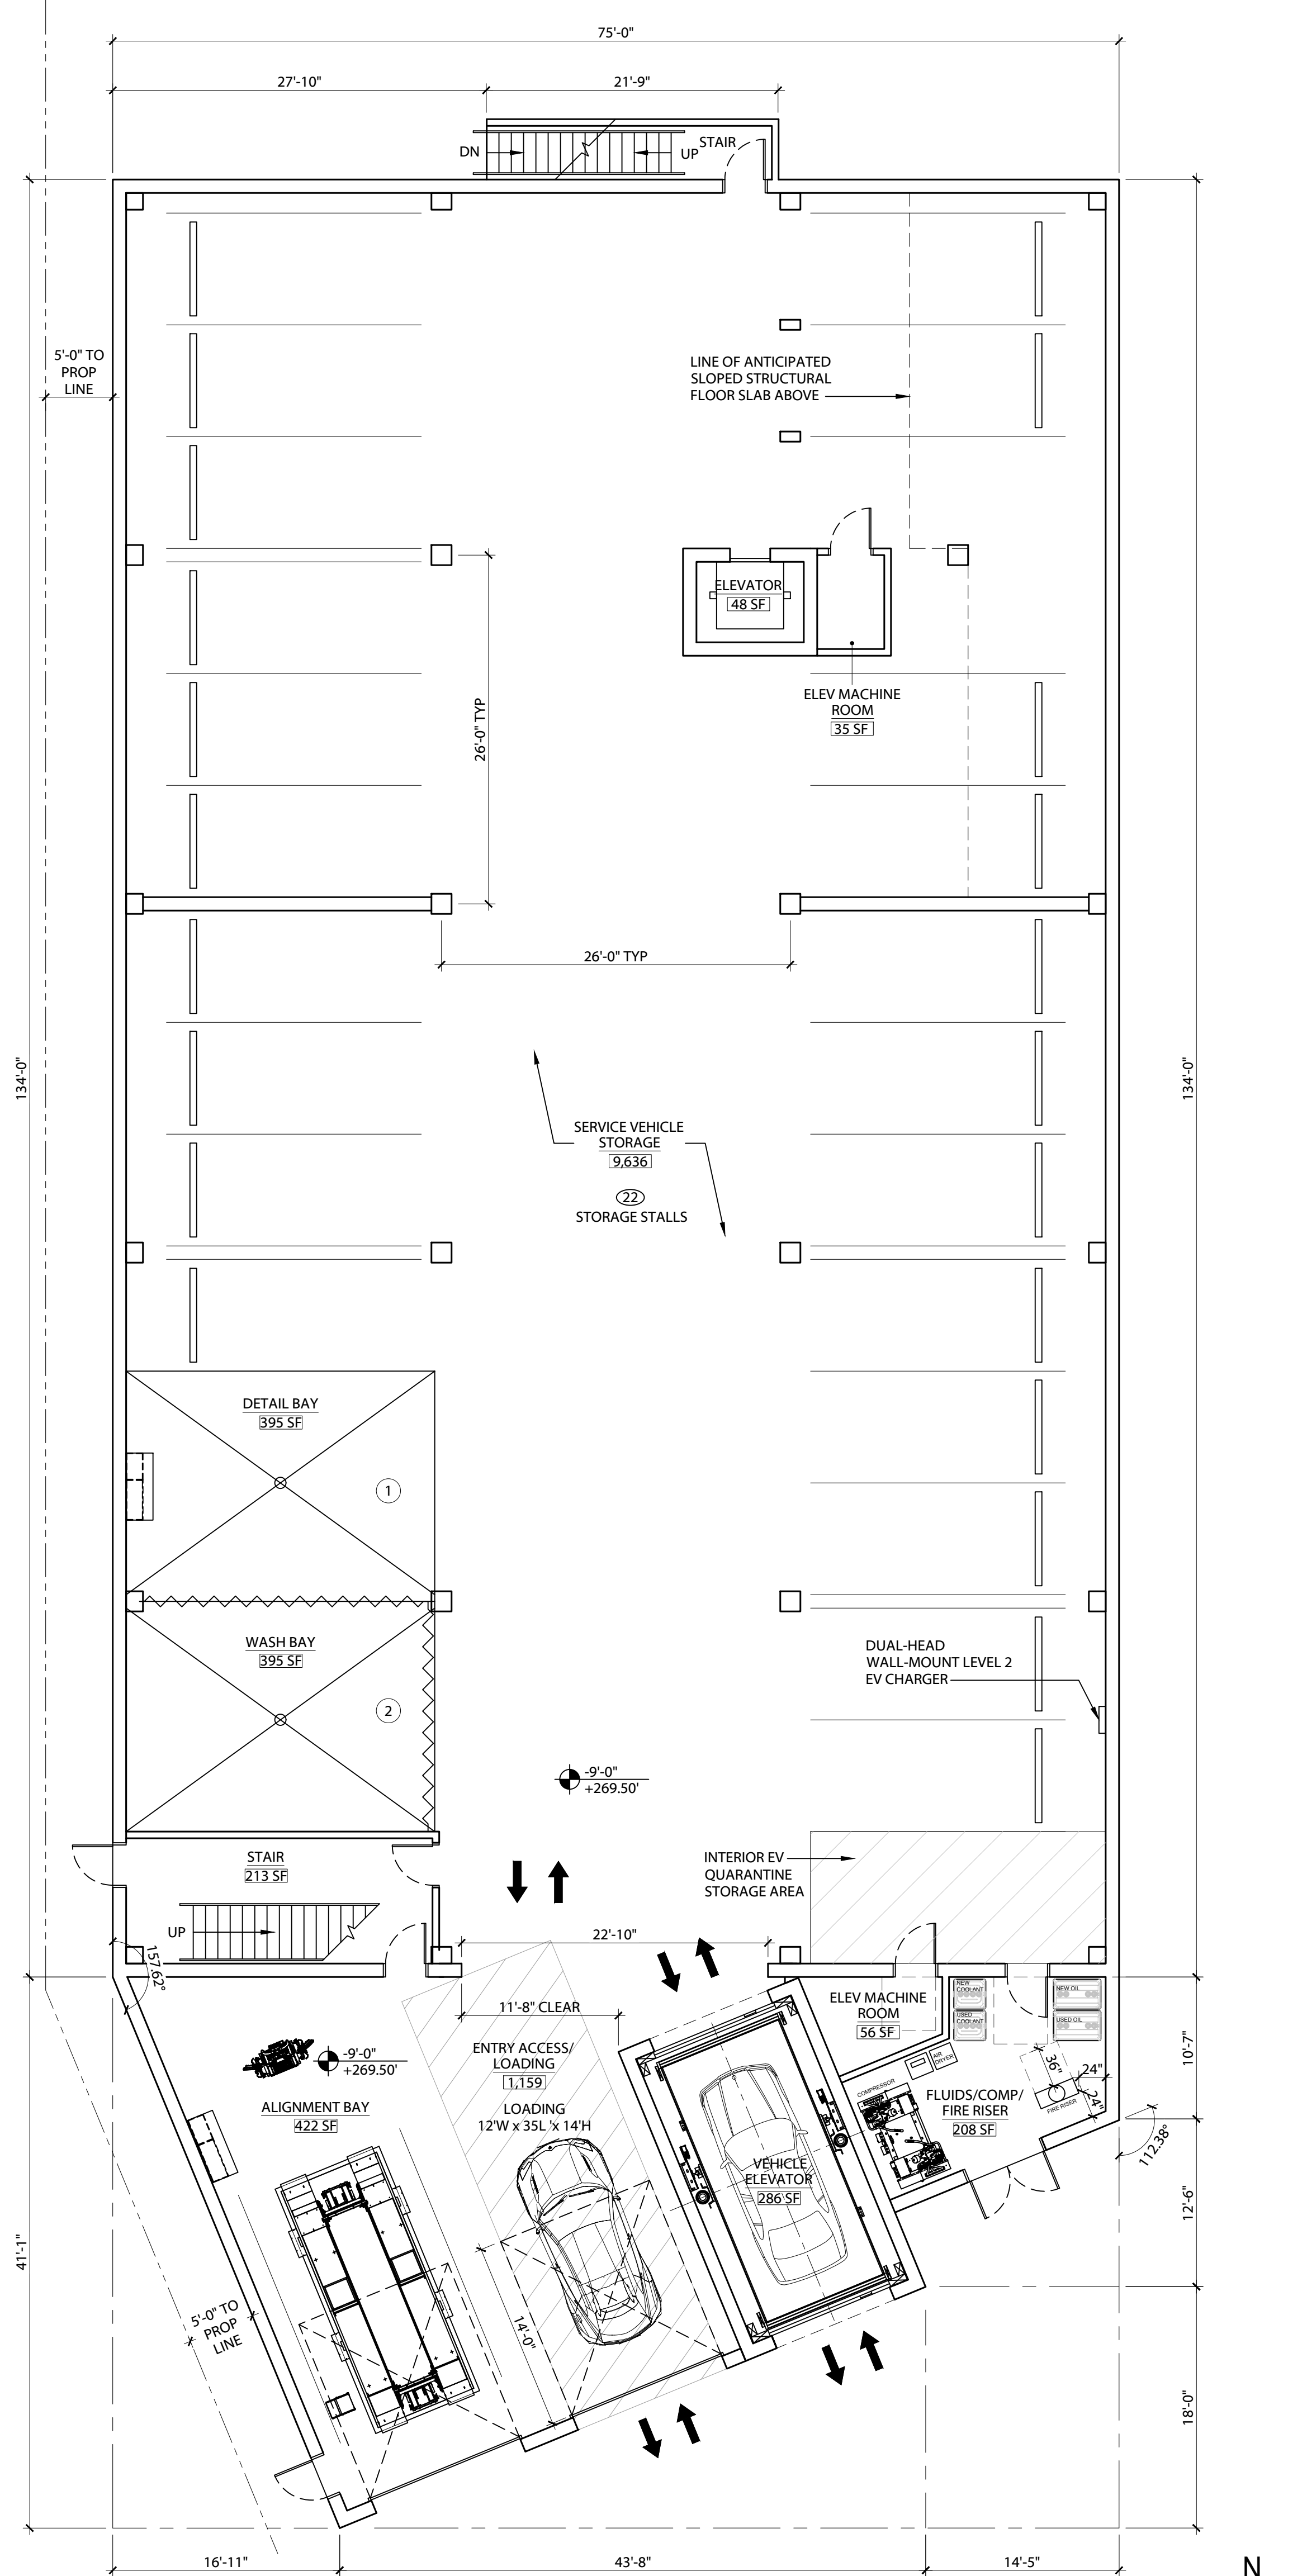 75'-0"
27'-10"
21'-9"
DN
UP
STAIR
5'-0" TO
PROP
LINE
LINE OF ANTICIPATED
SLOPED STRUCTURAL
FLOOR SLAB ABOVE
ELEVATOR
48 SF
ELEV MACHINE
ROOM
35 SF
26'-0" TYP
26'-0" TYP
134'-0"
134'-0"
SERVICE VEHICLE
STORAGE
9,636
22
STORAGE STALLS
DETAIL BAY
395 SF
1
WASH BAY
395 SF
2
DUAL-HEAD
WALL-MOUNT LEVEL 2
EV CHARGER
-9'-0"
+269.50'
STAIR
213 SF
UP
INTERIOR EV
QUARANTINE
STORAGE AREA
157.62°
22'-10"
11'-8" CLEAR
ELEV MACHINE
ROOM
56 SF
NEW
COOLANT
USED
COOLANT
NEW OIL
USED OIL
-9'-0"
+269.50'
ENTRY ACCESS/
LOADING
1,159
LOADING
12'W x 35L 'x 14'H
ALIGNMENT BAY
422 SF
AIR
DRYER
COMPRESSOR
36"
24"
24"
FIRE RISER
FLUIDS/COMP/
FIRE RISER
208 SF
10'-7"
112.38°
VEHICLE
ELEVATOR
286 SF
12'-6"
41'-1"
5'-0" TO
PROP
LINE
14'-0"
18'-0"
16'-11"
43'-8"
14'-5"
N